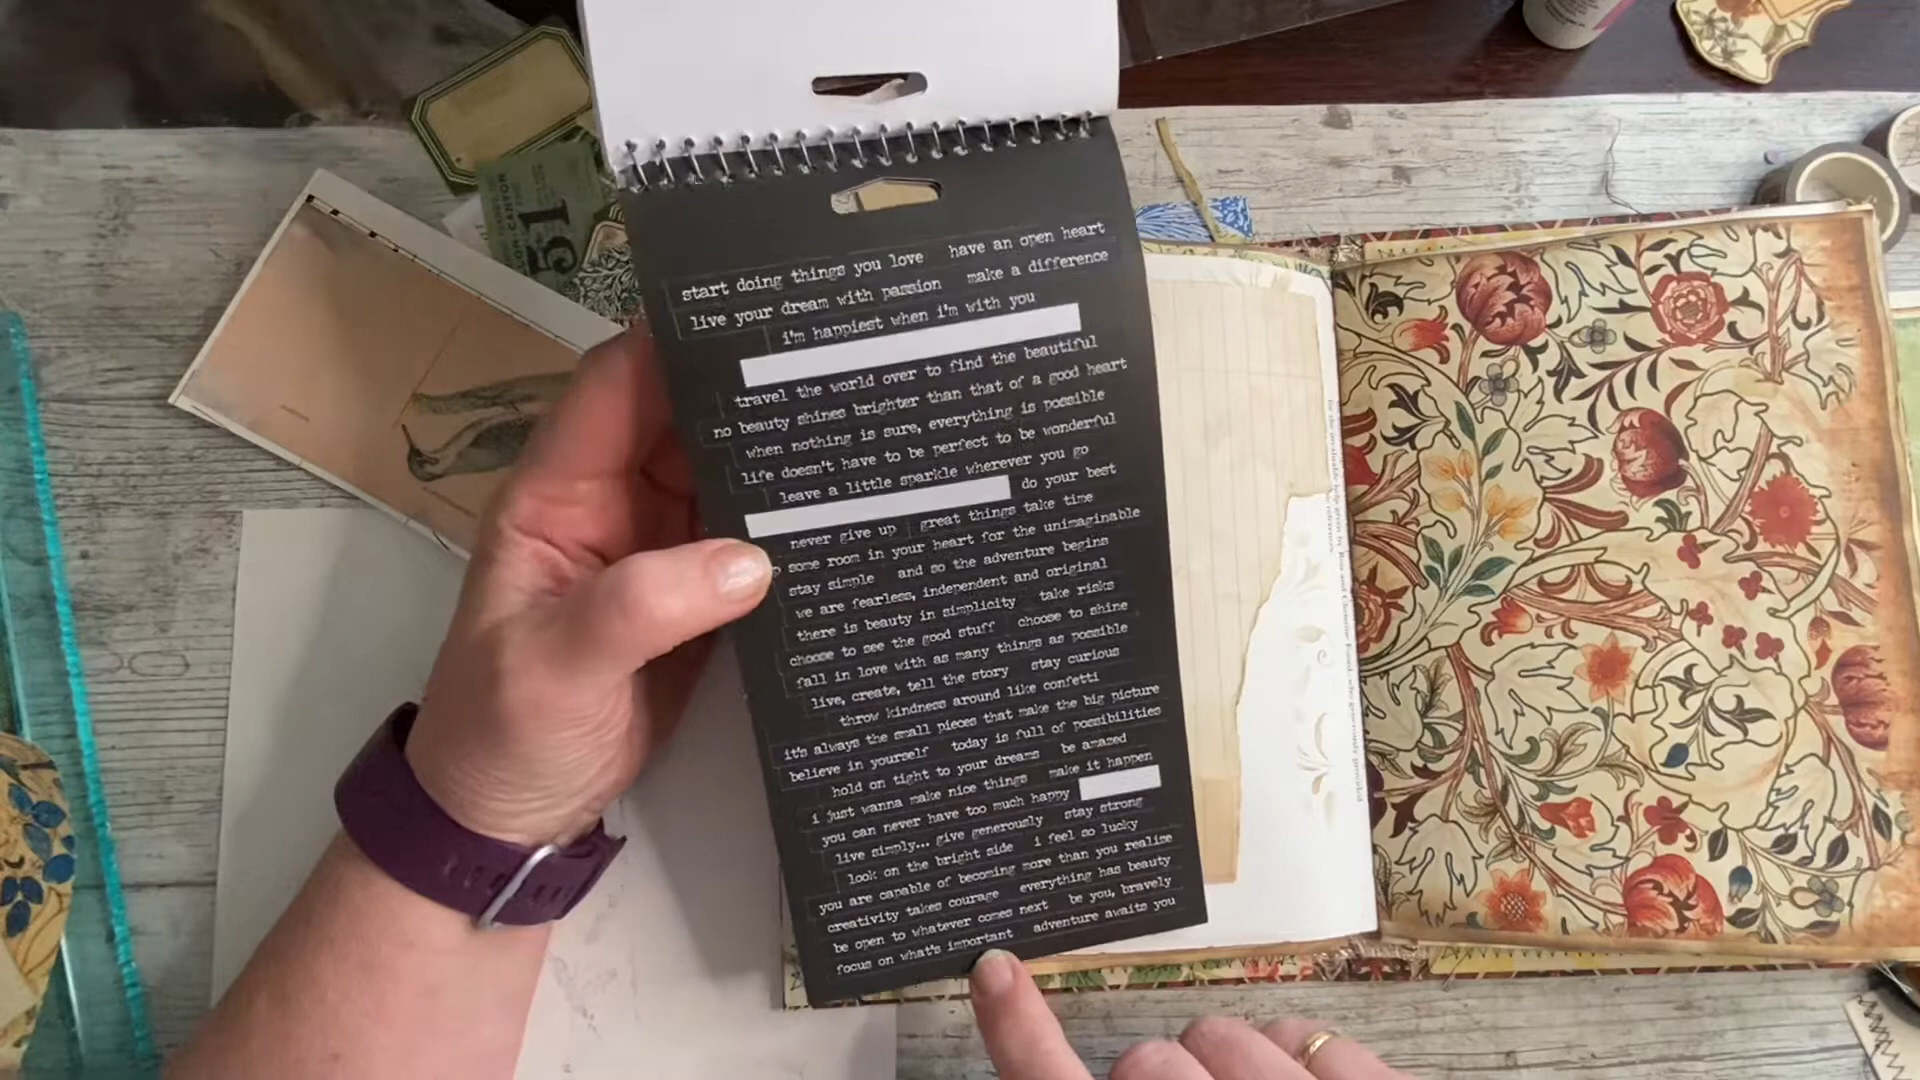 start doing things you love have an open heart
live your dream with passion make a difference
i'm happiest when i'm with you
travel the world over to find the beautiful
no beauty shines brighter than that of a good heart
when nothing is sure, everything is possible
life doesn't have to be perfect to be wonderful
leave a little sparkle wherever you go
do your best
never give up great things take time
some room in your heart for the unimaginable
stay simple and so the adventure begins
we are fearless, independent and original
there is beauty in simplicity take risks
choose to see the good stuff choose to shine
fall in love with as many things as possible
live, create, tell the story stay curious
throw kindness around like confetti
it's always the small pieces that make the big picture
believe in yourself today is full of possibilities
hold on tight to your dreams be amazed
i just wanna make nice things make it happen
you can never have too much happy
live simply... give generously stay strong
look on the bright side i feel so lucky
you are capable of becoming more than you realise
creativity takes courage everything has beauty
be open to whatever comes next be you, bravely
focus on what's important adventure awaits you
CANYON
51